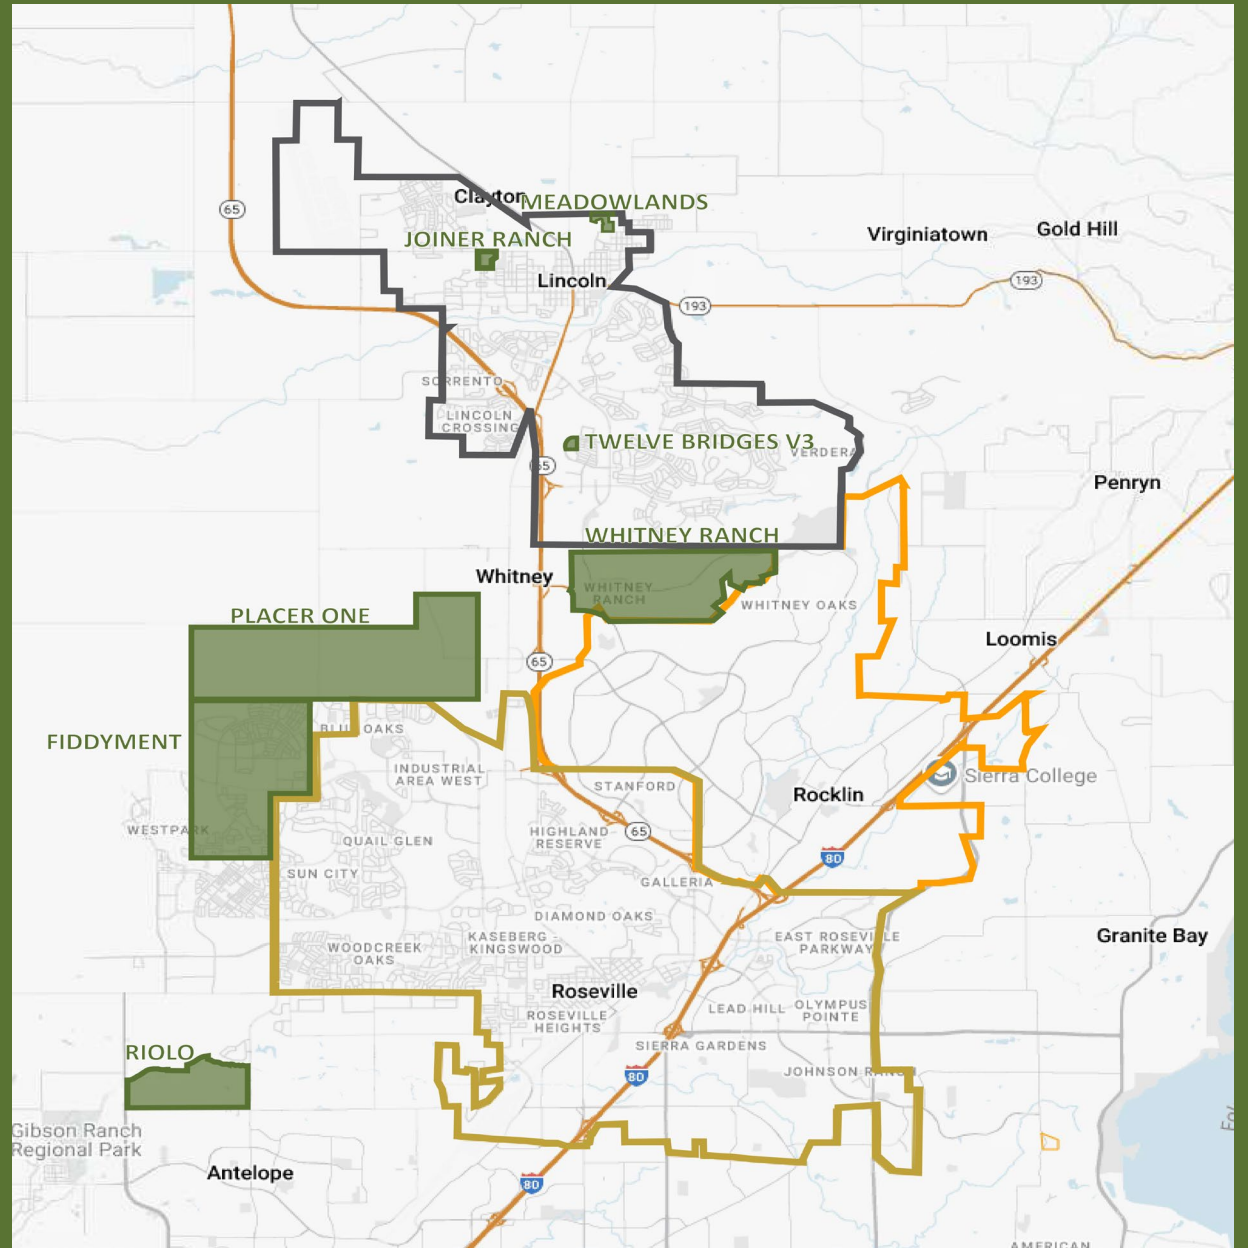 65
Clayton
MEADOWLANDS
JOINER RANCH
Virginiatown
Gold Hill
Lincoln
193
193
SORRENTO
LINCOLN
CROSSING
TWELVE BRIDGES V3
VERDERA
65
Penryn
WHITNEY RANCH
Whitney
WHITNEY
RANCH
WHITNEY OAKS
PLACER ONE
Loomis
65
FIDDYMENT
BLUE OAKS
INDUSTRIAL
AREA WEST
STANFORD
Sierra College
Rocklin
WESTPARK
QUAIL GLEN
HIGHLAND
RESERVE
65
80
SUN CITY
GALLERIA
DIAMOND OAKS
WOODCREEK
OAKS
KASEBERG -
KINGSWOOD
EAST ROSEVILLE
PARKWAY
Granite Bay
Roseville
ROSEVILLE
HEIGHTS
LEAD HILL
OLYMPUS
POINTE
SIERRA GARDENS
RIOLO
80
JOHNSON RANCH
Gibson Ranch
Regional Park
Antelope
80
Fol
AMERICAN